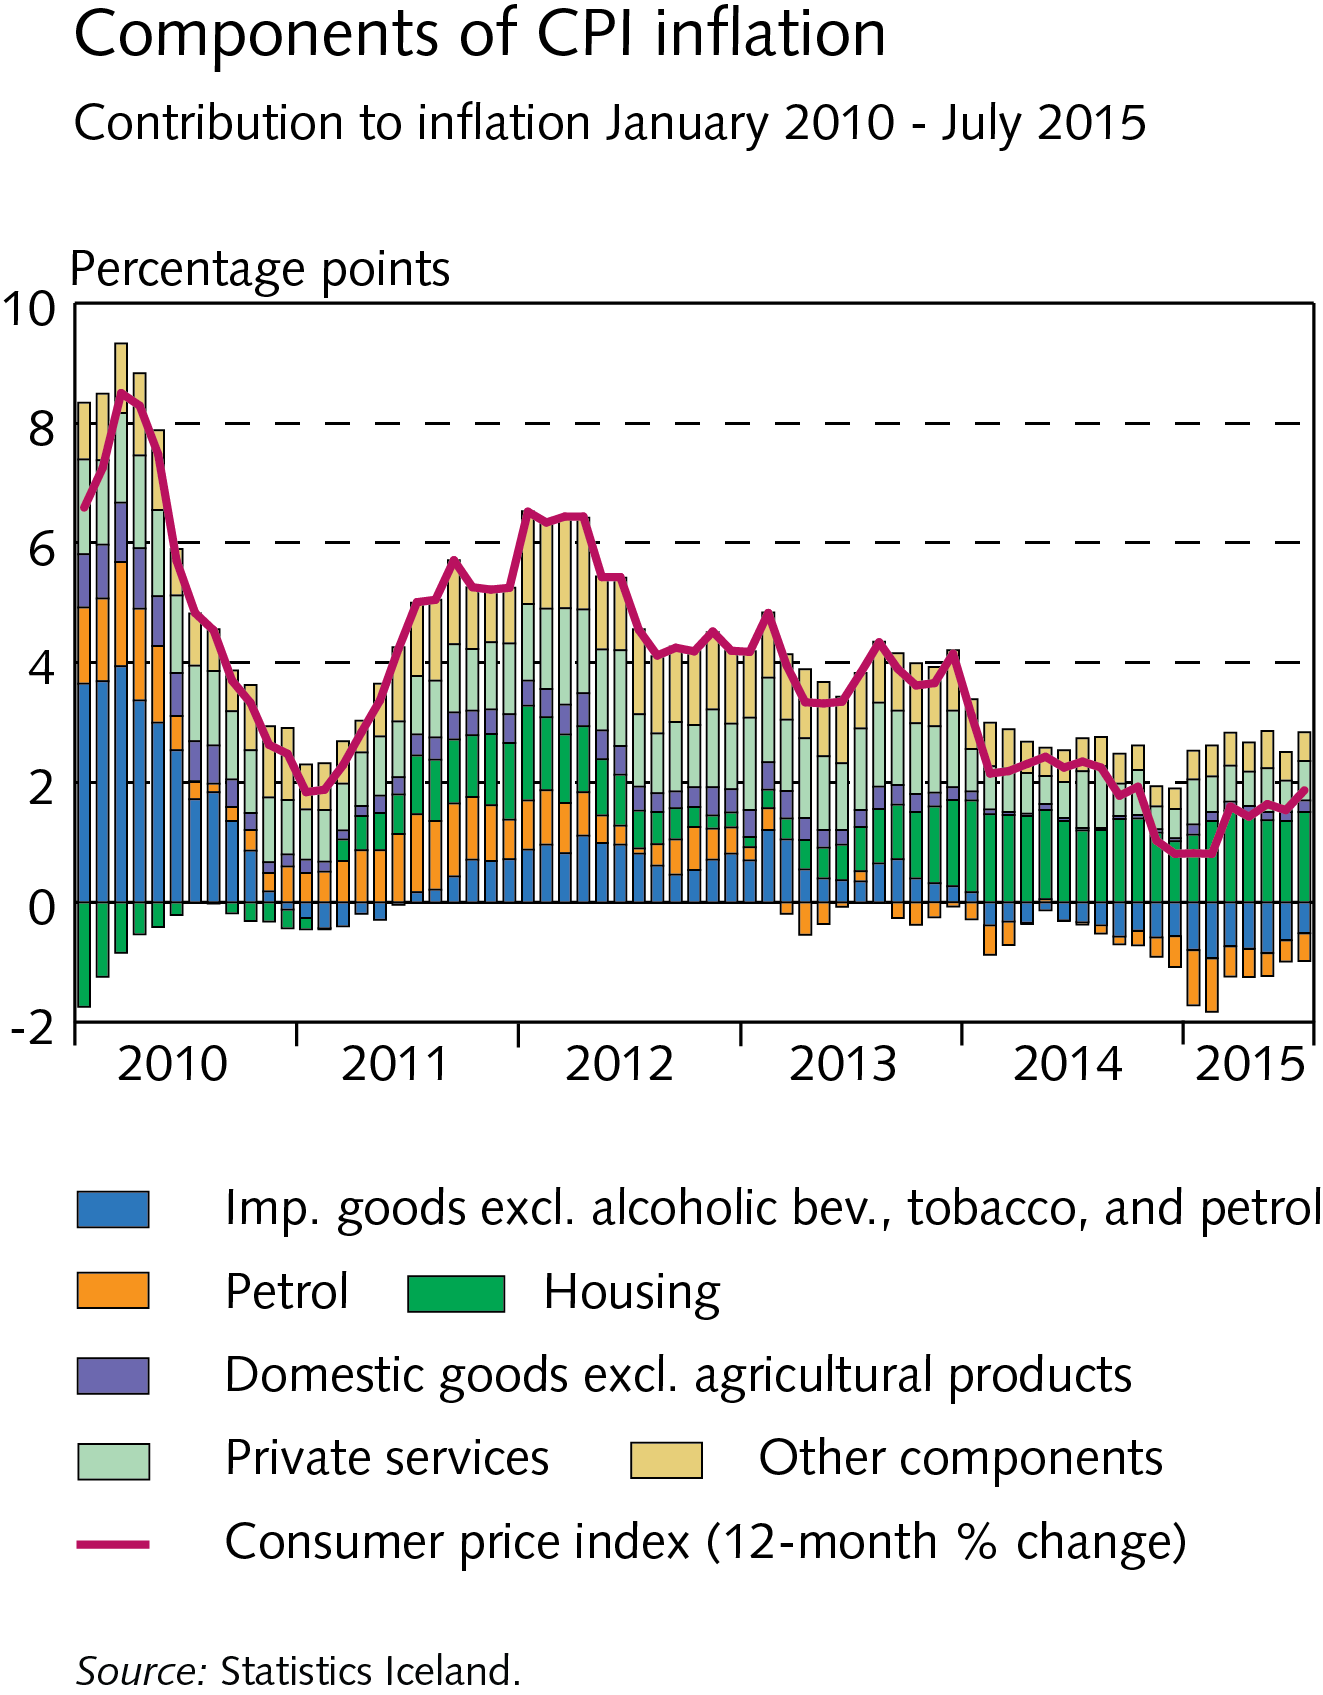 Components of CPI inflation
Contribution to inflation January 2010 - July 2015
Percentage points
10
8
6
4
2
0
-2
2010 2011 2012 2013 2014 2015
Imp. goods excl. alcoholic bev., tobacco, and petrol
Petrol Housing
Domestic goods excl. agricultural products
Private services Other components
Consumer price index (12-month % change)
Source: Statistics Iceland.